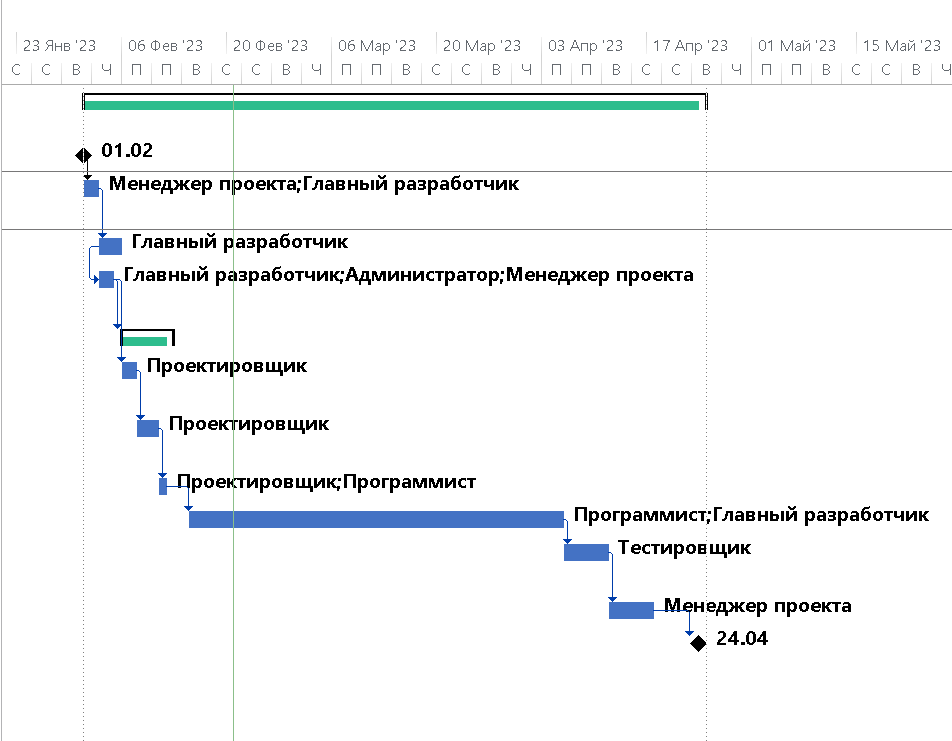 23 Янв '23 06 Фев '23 20 Фев '23 06 Мар '23 20 Мар '23 03 Апр '23 17 Апр '23 01 Май '23 15 Май '23
С С В Ч П П В С С В Ч П П В С С В Ч П П В С С В Ч П П В С С В Ч
01.02
Менеджер проекта;Главный разработчик
Главный разработчик
Главный разработчик;Администратор;Менеджер проекта
Проектировщик
Проектировщик
Проектировщик;Программист
Программист;Главный разработчик
Тестировщик
Менеджер проекта
24.04